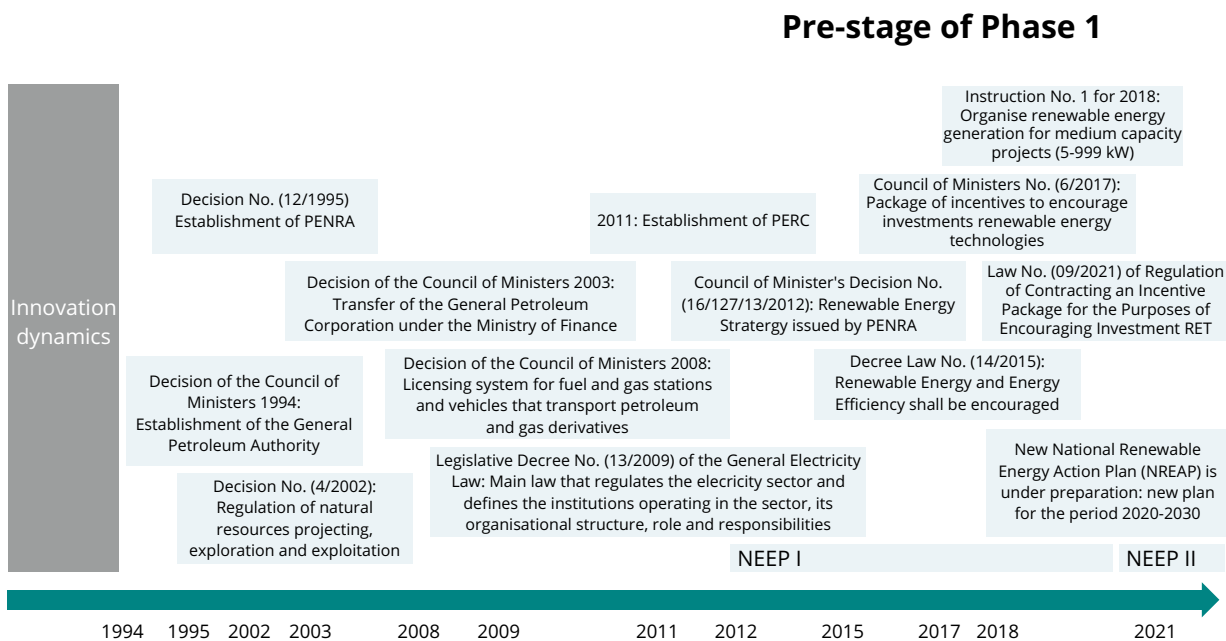 Pre-stage of Phase 1
Innovation
dynamics
Instruction No. 1 for 2018:
Organise renewable energy
generation for medium capacity
projects (5-999 kW)
Decision No. (12/1995)
Establishment of PENRA
2011: Establishment of PERC
Council of Ministers No. (6/2017):
Package of incentives to encourage
investments renewable energy
technologies
Decision of the Council of Ministers 2003:
Transfer of the General Petroleum
Corporation under the Ministry of Finance
Council of Minister's Decision No.
(16/127/13/2012): Renewable Energy
Stratergy issued by PENRA
Law No. (09/2021) of Regulation
of Contracting an Incentive
Package for the Purposes of
Encouraging Investment RET
Decision of the Council of
Ministers 1994:
Establishment of the General
Petroleum Authority
Decision of the Council of Ministers 2008:
Licensing system for fuel and gas stations
and vehicles that transport petroleum
and gas derivatives
Decree Law No. (14/2015):
Renewable Energy and Energy
Efficiency shall be encouraged
Decision No. (4/2002):
Regulation of natural
resources projecting,
exploration and exploitation
Legislative Decree No. (13/2009) of the General Electricity
Law: Main law that regulates the elecricity sector and
defines the institutions operating in the sector, its
organisational structure, role and responsibilities
New National Renewable
Energy Action Plan (NREAP) is
under preparation: new plan
for the period 2020-2030
NEEP I
NEEP II
1994 1995 2002 2003 2008 2009 2011 2012 2015 2017 2018 2021